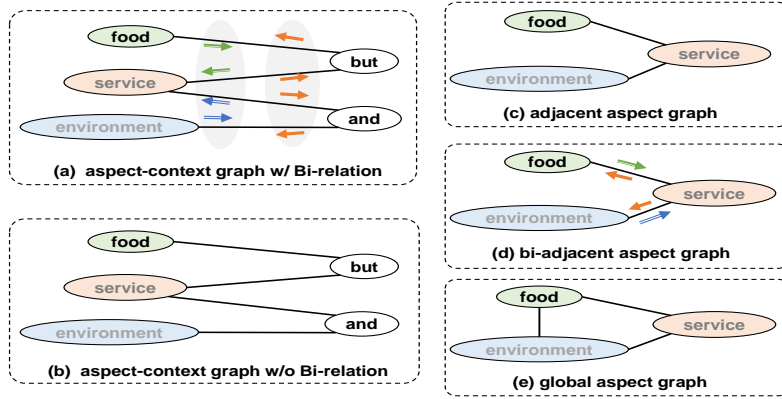 food
but
service
and
environment
(a) aspect-context graph w/ Bi-relation
food
but
service
and
environment
(b) aspect-context graph w/o Bi-relation
food
service
environment
(c) adjacent aspect graph
food
service
environment
(d) bi-adjacent aspect graph
food
service
environment
(e) global aspect graph